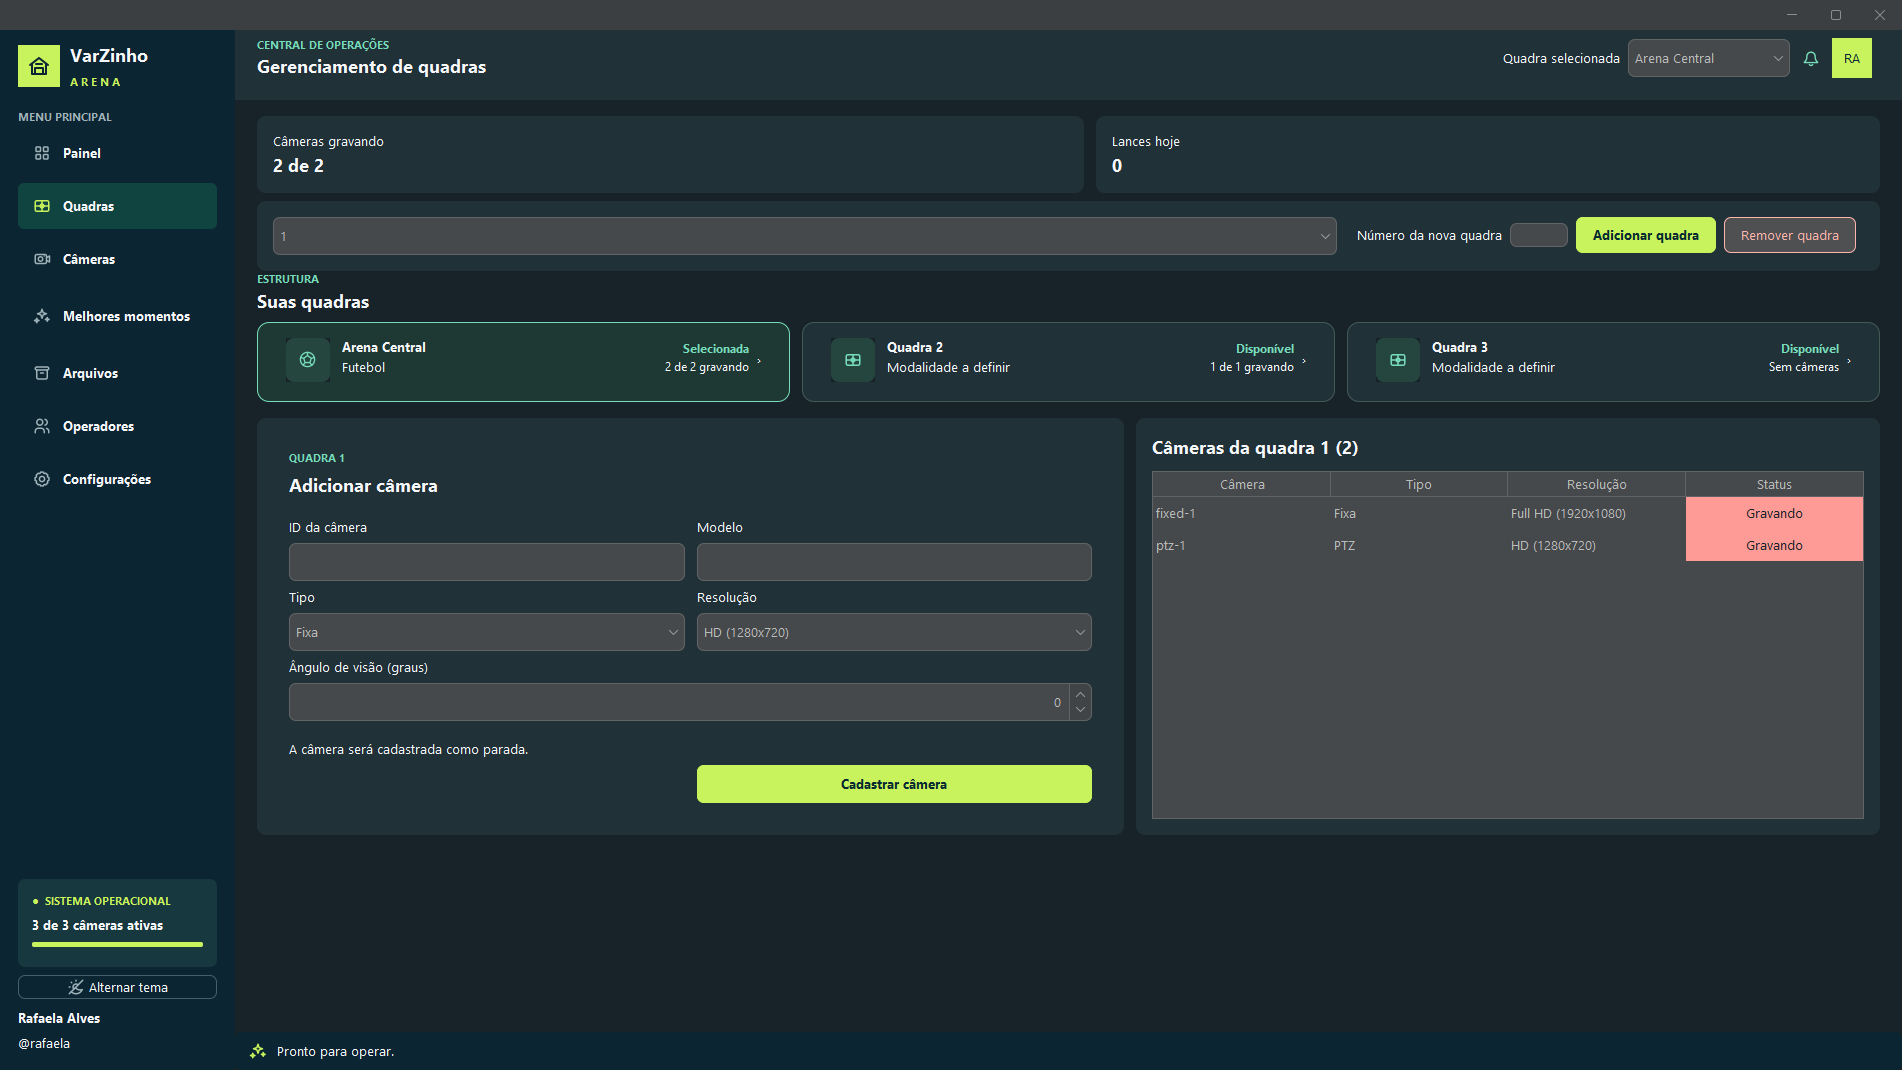 VarZinho
ARENA
MENU PRINCIPAL
Painel
Quadras
Câmeras
Melhores momentos
Arquivos
Operadores
Configurações
● SISTEMA OPERACIONAL
3 de 3 câmeras ativas
Alternar tema
Rafaela Alves
@rafaela
CENTRAL DE OPERAÇÕES
Gerenciamento de quadras
Quadra selecionada
Arena Central
RA
Câmeras gravando
2 de 2
Lances hoje
0
1
Número da nova quadra
Adicionar quadra
Remover quadra
ESTRUTURA
Suas quadras
Arena Central
Futebol
Selecionada
2 de 2 gravando
Quadra 2
Modalidade a definir
Disponível
1 de 1 gravando
Quadra 3
Modalidade a definir
Disponível
Sem câmeras
QUADRA 1
Adicionar câmera
ID da câmera
Modelo
Tipo
Resolução
Fixa
HD (1280x720)
Ângulo de visão (graus)
0
A câmera será cadastrada como parada.
Cadastrar câmera
Câmeras da quadra 1 (2)
Câmera Tipo Resolução Status
fixed-1 Fixa Full HD (1920x1080) Gravando
ptz-1 PTZ HD (1280x720) Gravando
Pronto para operar.